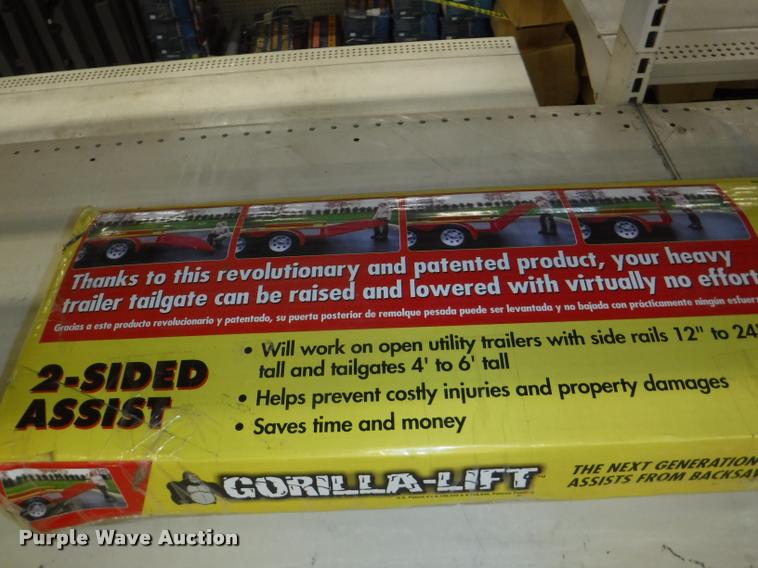 Thanks to this revolutionary and patented product, your heavy
trailer tailgate can be raised and lowered with virtually no effort
Gracias a este producto revolucionario y patentado, su puerta posterior de remolque pesada puede ser levantada y no bajada con prácticamente ningún esfuer
2-SIDED
ASSIST
• Will work on open utility trailers with side rails 12" to 24"
tall and tailgates 4' to 6' tall
• Helps prevent costly injuries and property damages
• Saves time and money
GORILLA-LIFT
THE NEXT GENERATION
ASSISTS FROM BACKSA
Purple Wave Auction